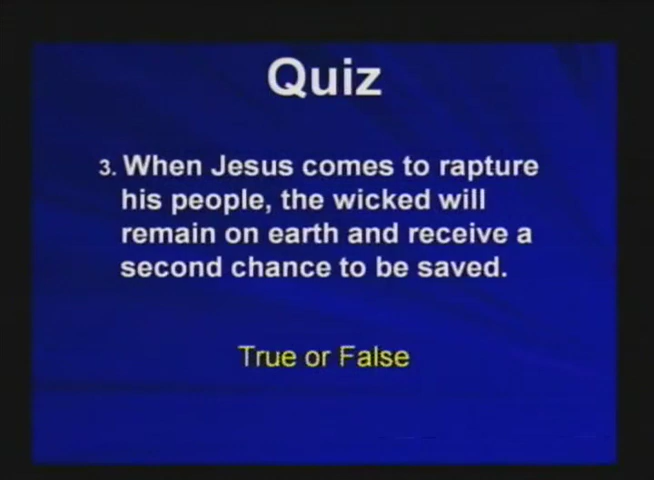 Quiz
3. When Jesus comes to rapture
his people, the wicked will
remain on earth and receive a
second chance to be saved.
True or False